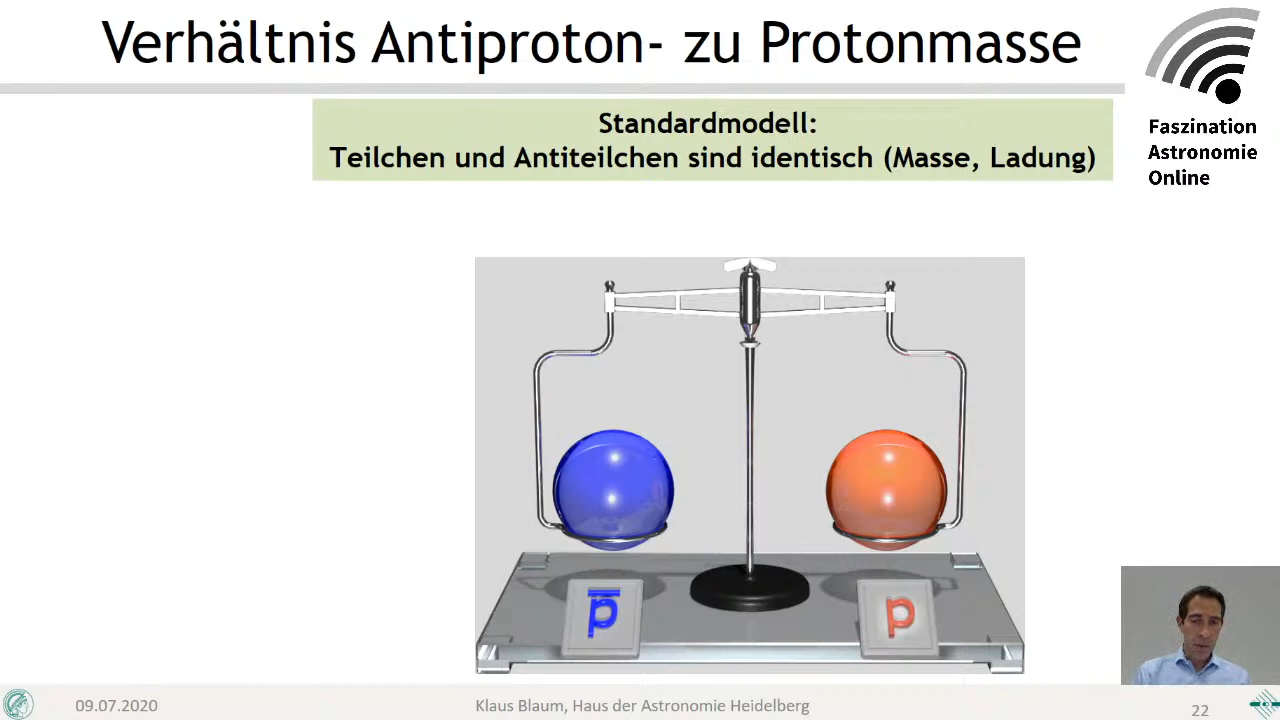 Verhältnis Antiproton- zu Protonmasse
Faszination
Astronomie
Online
Standardmodell:
Teilchen und Antiteilchen sind identisch (Masse, Ladung)
p̅
p
09.07.2020
Klaus Blaum, Haus der Astronomie Heidelberg
22